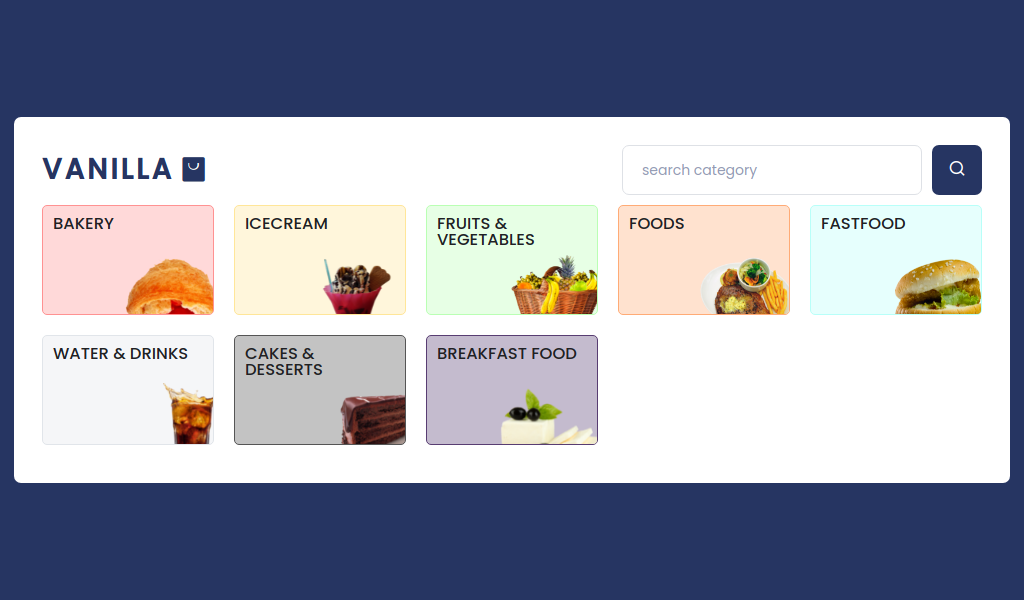 VANILLA
search category
BAKERY
ICECREAM
FRUITS &
VEGETABLES
FOODS
FASTFOOD
WATER & DRINKS
CAKES &
DESSERTS
BREAKFAST FOOD